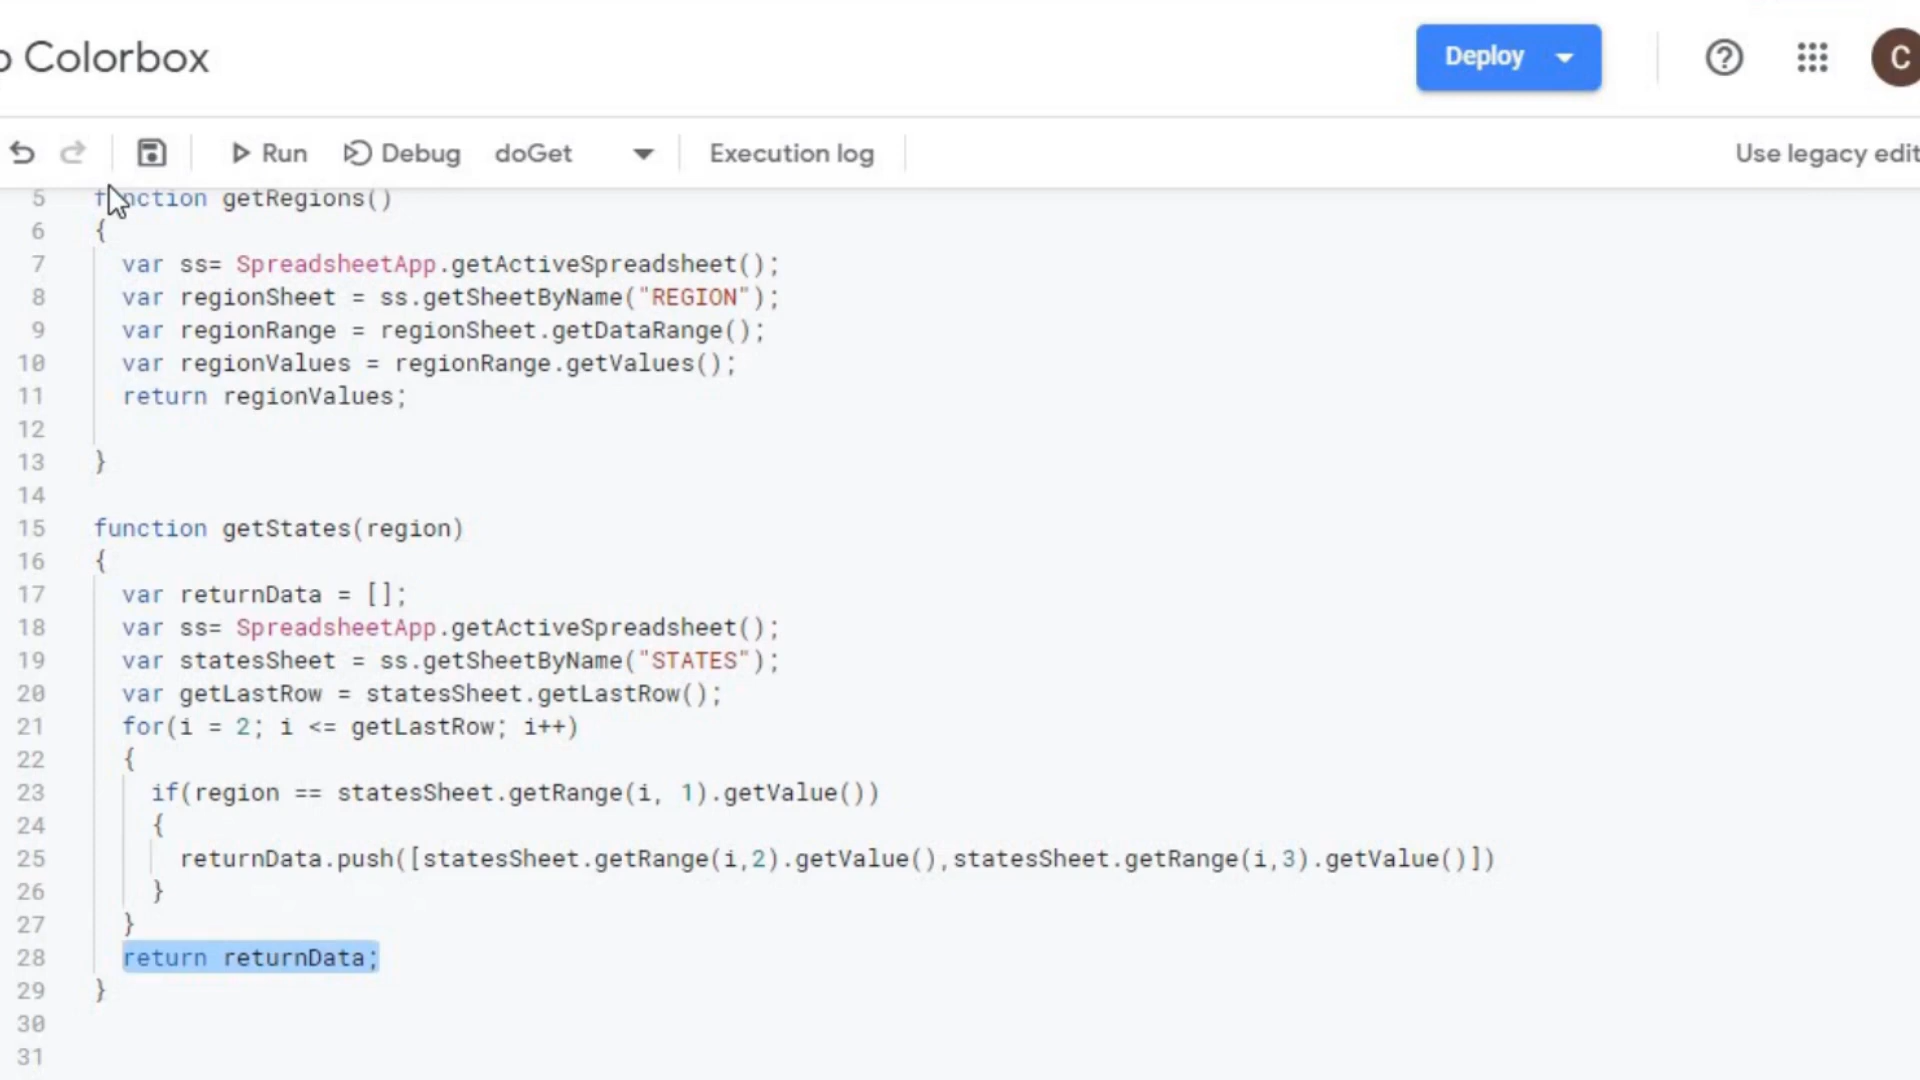 Colorbox
Deploy
C
Run Debug doGet Execution log Use legacy edit
5 function getRegions()
6 {
7 var ss= SpreadsheetApp.getActiveSpreadsheet();
8 var regionSheet = ss.getSheetByName("REGION");
9 var regionRange = regionSheet.getDataRange();
10 var regionValues = regionRange.getValues();
11 return regionValues;
12
13 }
14
15 function getStates(region)
16 {
17 var returnData = [];
18 var ss= SpreadsheetApp.getActiveSpreadsheet();
19 var statesSheet = ss.getSheetByName("STATES");
20 var getLastRow = statesSheet.getLastRow();
21 for(i = 2; i <= getLastRow; i++)
22 {
23 if(region == statesSheet.getRange(i, 1).getValue())
24 {
25 returnData.push([statesSheet.getRange(i,2).getValue(),statesSheet.getRange(i,3).getValue()])
26 }
27 }
28 return returnData;
29 }
30
31